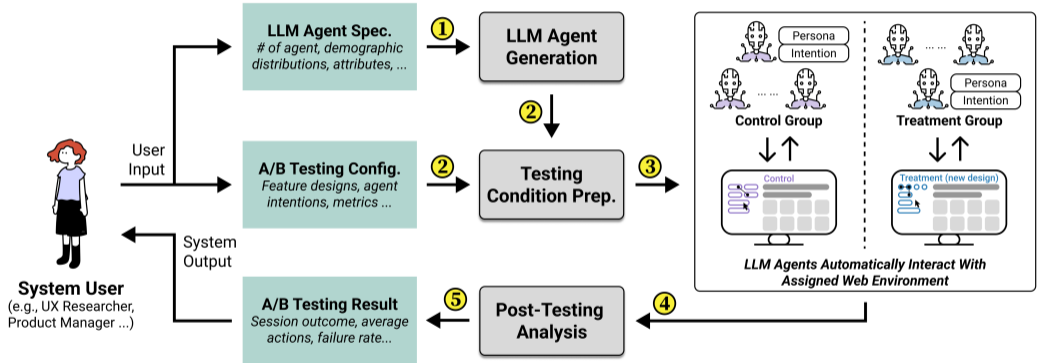 LLM Agent Spec.
# of agent, demographic
distributions, attributes, ...
1
LLM Agent
Generation
2
User
Input
A/B Testing Config.
Feature designs, agent
intentions, metrics ...
2
Testing
Condition Prep.
3
Persona
Intention
... ...
Control Group
Control
... ...
Persona
Intention
Treatment Group
Treatment (new design)
LLM Agents Automatically Interact With
Assigned Web Environment
4
Post-Testing
Analysis
5
A/B Testing Result
Session outcome, average
actions, failure rate...
System
Output
System User
(e.g., UX Researcher,
Product Manager ...)